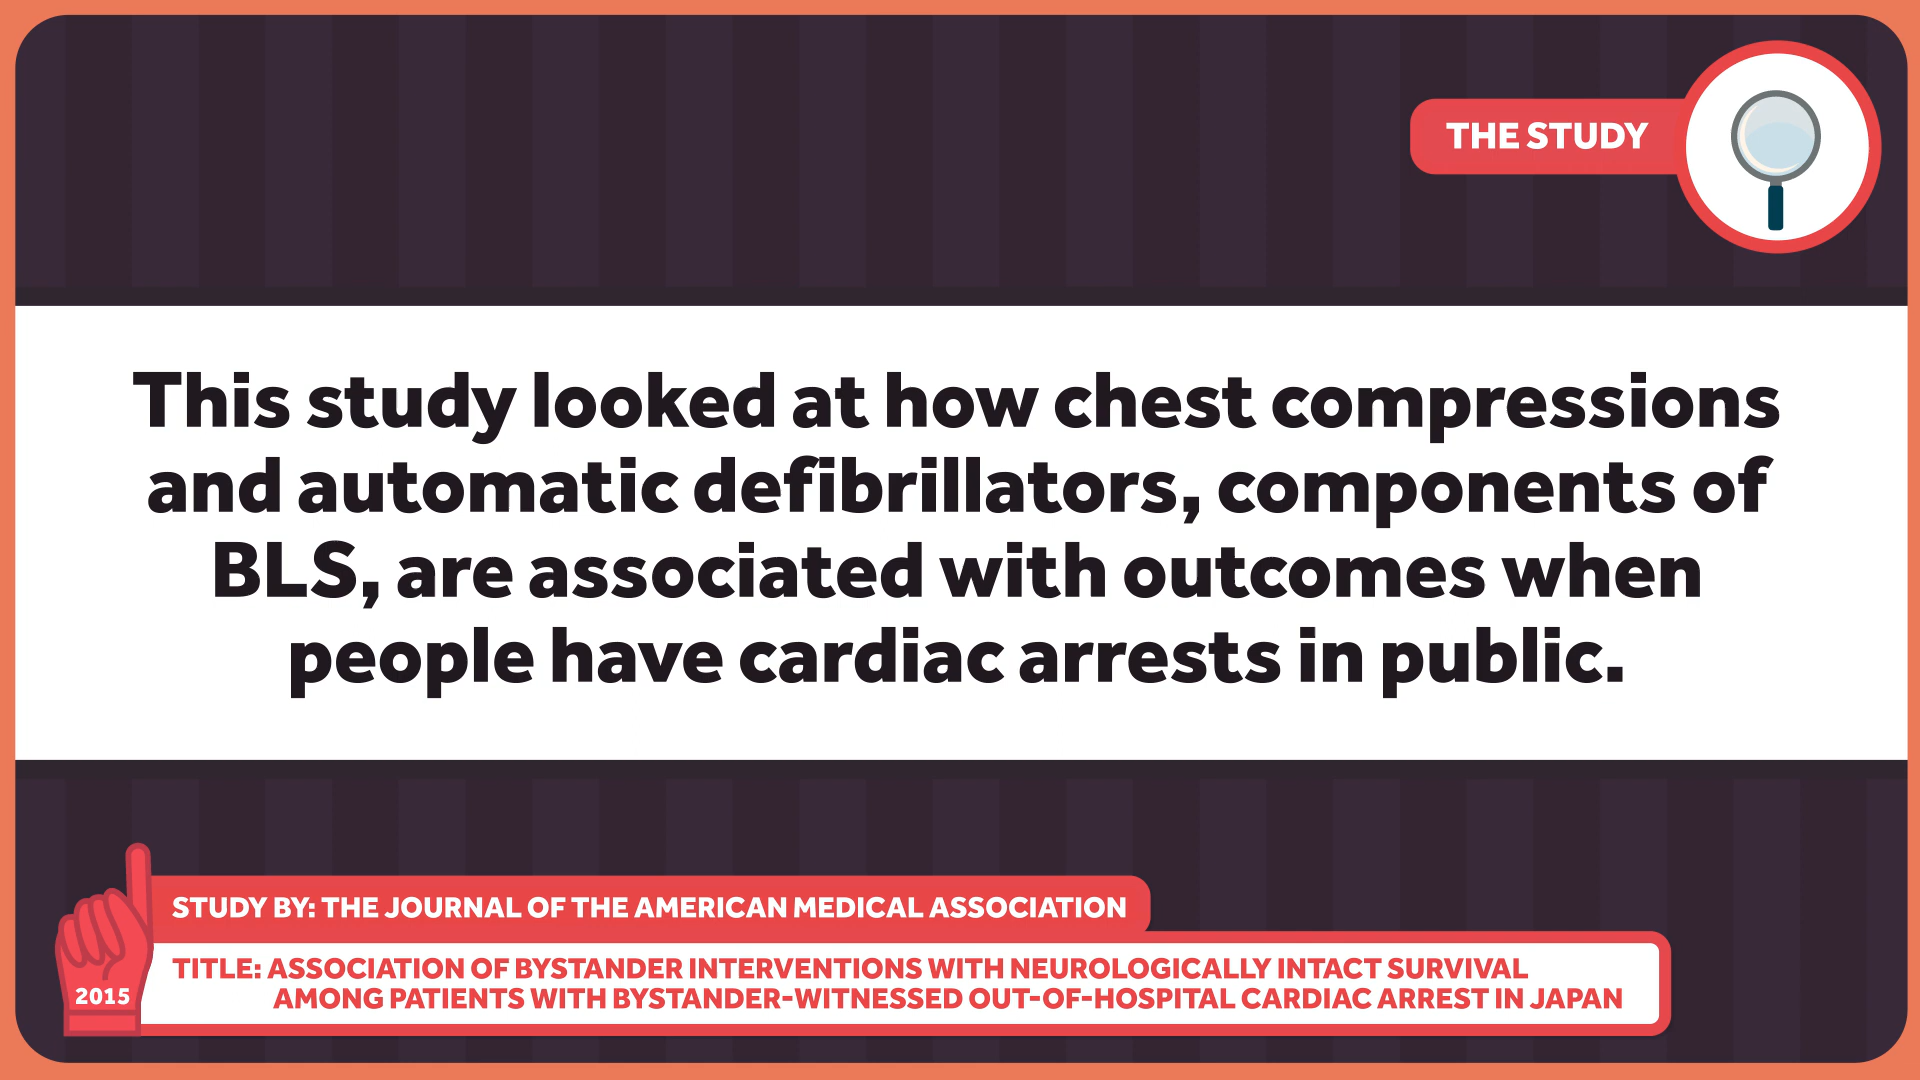 THE STUDY
This study looked at how chest compressions
and automatic defibrillators, components of
BLS, are associated with outcomes when
people have cardiac arrests in public.
STUDY BY: THE JOURNAL OF THE AMERICAN MEDICAL ASSOCIATION
TITLE: ASSOCIATION OF BYSTANDER INTERVENTIONS WITH NEUROLOGICALLY INTACT SURVIVAL
AMONG PATIENTS WITH BYSTANDER-WITNESSED OUT-OF-HOSPITAL CARDIAC ARREST IN JAPAN
2015